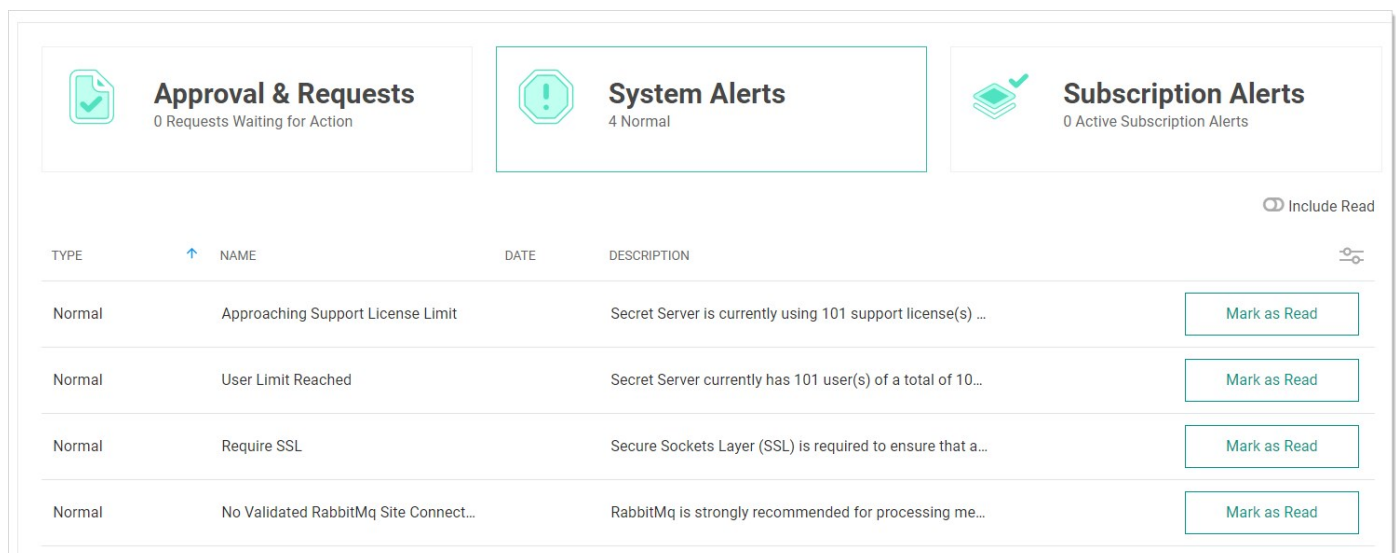 Approval & Requests
0 Requests Waiting for Action
System Alerts
4 Normal
Subscription Alerts
0 Active Subscription Alerts
Include Read
TYPE NAME DATE DESCRIPTION
Normal Approaching Support License Limit Secret Server is currently using 101 support license(s) ... Mark as Read
Normal User Limit Reached Secret Server currently has 101 user(s) of a total of 10... Mark as Read
Normal Require SSL Secure Sockets Layer (SSL) is required to ensure that a... Mark as Read
Normal No Validated RabbitMq Site Connect... RabbitMq is strongly recommended for processing me... Mark as Read